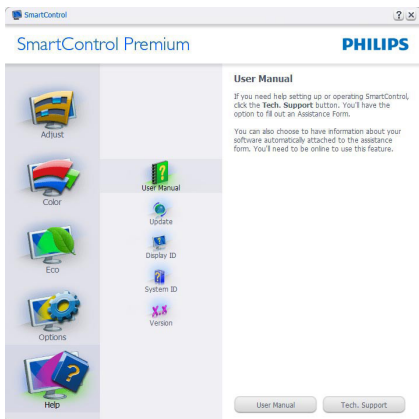 SmartControl
SmartControl Premium
PHILIPS
Adjust
Color
Eco
Options
Help
User Manual
Update
Display ID
System ID
X.X
Version
User Manual
If you need help setting up or operating SmartControl,
click the Tech. Support button. You'll have the
option to fill out an Assistance Form.
You can also choose to have information about your
software automatically attached to the assistance
form. You'll need to be online to use this feature.
User Manual
Tech. Support